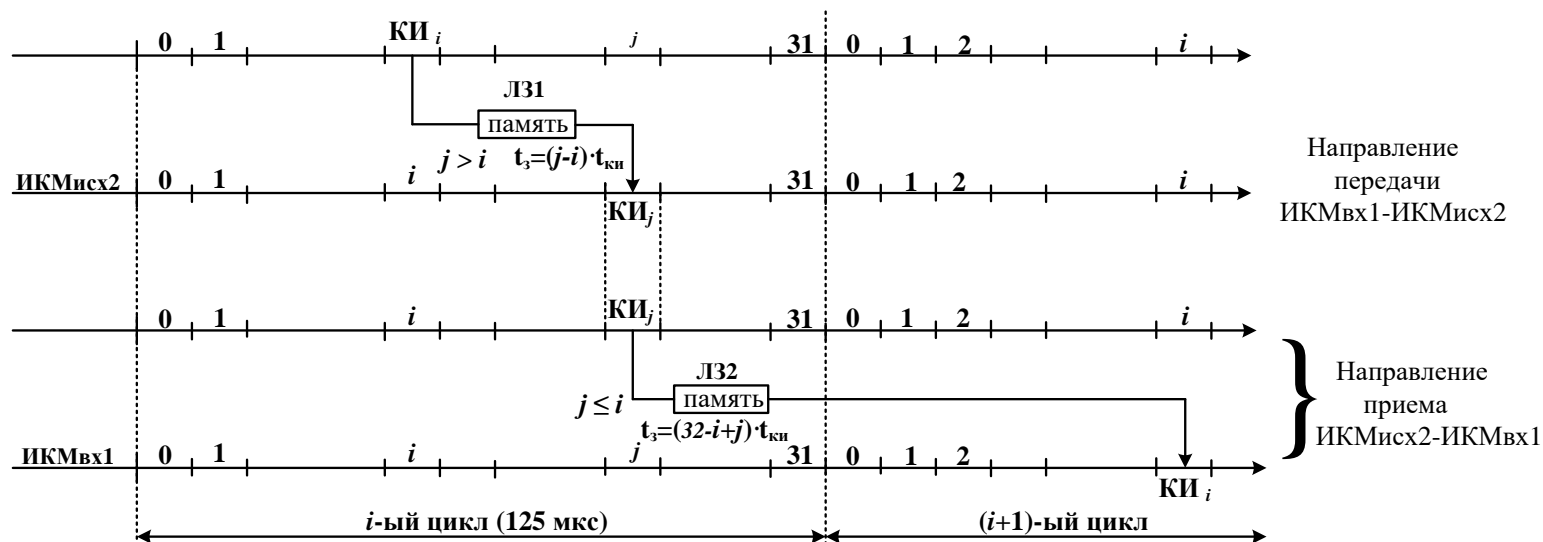 0 1 КИ i j 31 0 1 2 i
ЛЗ1
память
j > i tз=(j-i)·tки
ИКМисх2 0 1 i 31 0 1 2 i
КИj
Направление
передачи
ИКМвх1-ИКМисх2
0 1 i КИj 31 0 1 2 i
ЛЗ2
память
j ≤ i
tз=(32-i+j)·tки
}
Направление
приема
ИКМисх2-ИКМвх1
ИКМвх1 0 1 i j 31 0 1 2
КИ i
i-ый цикл (125 мкс) (i+1)-ый цикл